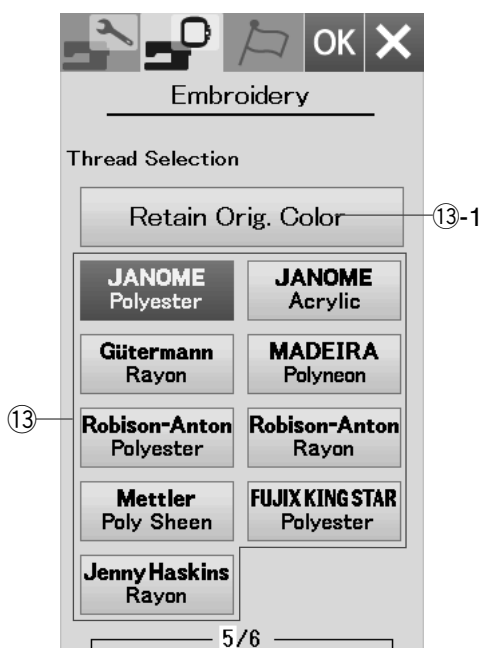 OK X
Embroidery
Thread Selection
Retain Orig. Color
⑬-1
JANOME
Polyester
JANOME
Acrylic
Gütermann
Rayon
MADEIRA
Polyneon
⑬
Robison-Anton
Polyester
Robison-Anton
Rayon
Mettler
Poly Sheen
FUJIX KING STAR
Polyester
Jenny Haskins
Rayon
5/6